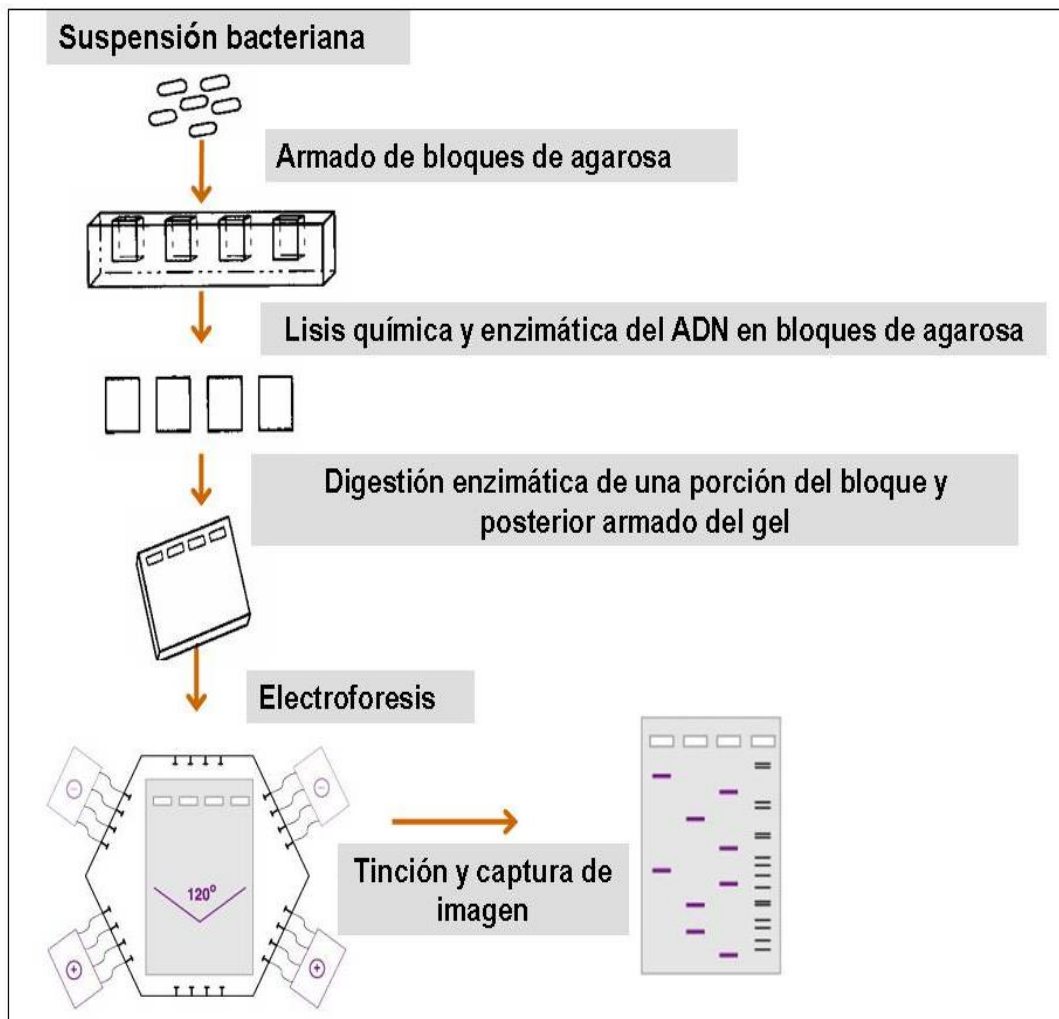 Suspensión bacteriana
Armado de bloques de agarosa
Lisis química y enzimática del ADN en bloques de agarosa
Digestión enzimática de una porción del bloque y
posterior armado del gel
Electroforesis
120°
Tinción y captura de
imagen